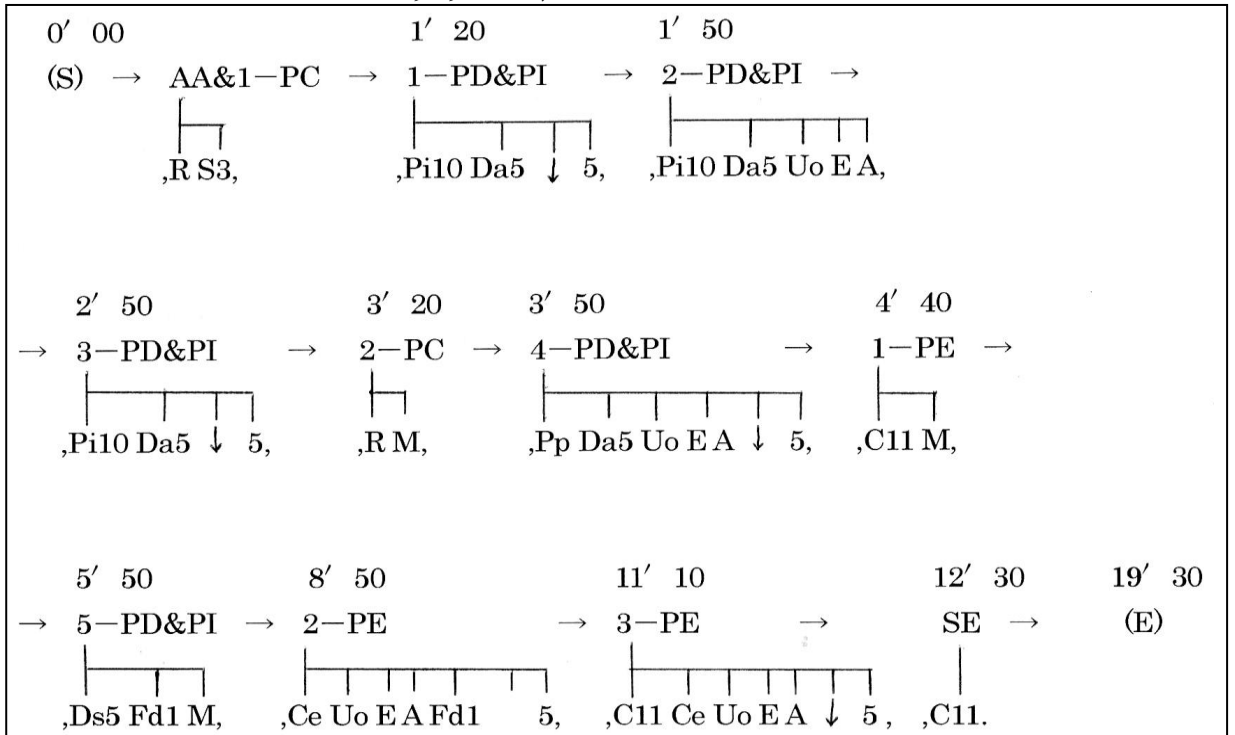 0′ 00 1′ 20 1′ 50
(S) → AA&1−PC → 1−PD&PI → 2−PD&PI →
,R S3, ,Pi10 Da5 ↓ 5, ,Pi10 Da5 Uo E A,
2′ 50 3′ 20 3′ 50 4′ 40
→ 3−PD&PI → 2−PC → 4−PD&PI → 1−PE →
,Pi10 Da5 ↓ 5, ,R M, ,Pp Da5 Uo E A ↓ 5, ,C11 M,
5′ 50 8′ 50 11′ 10 12′ 30 19′ 30
→ 5−PD&PI → 2−PE → 3−PE → SE → (E)
,Ds5 Fd1 M, ,Ce Uo E A Fd1 5, ,C11 Ce Uo E A ↓ 5 , ,C11.